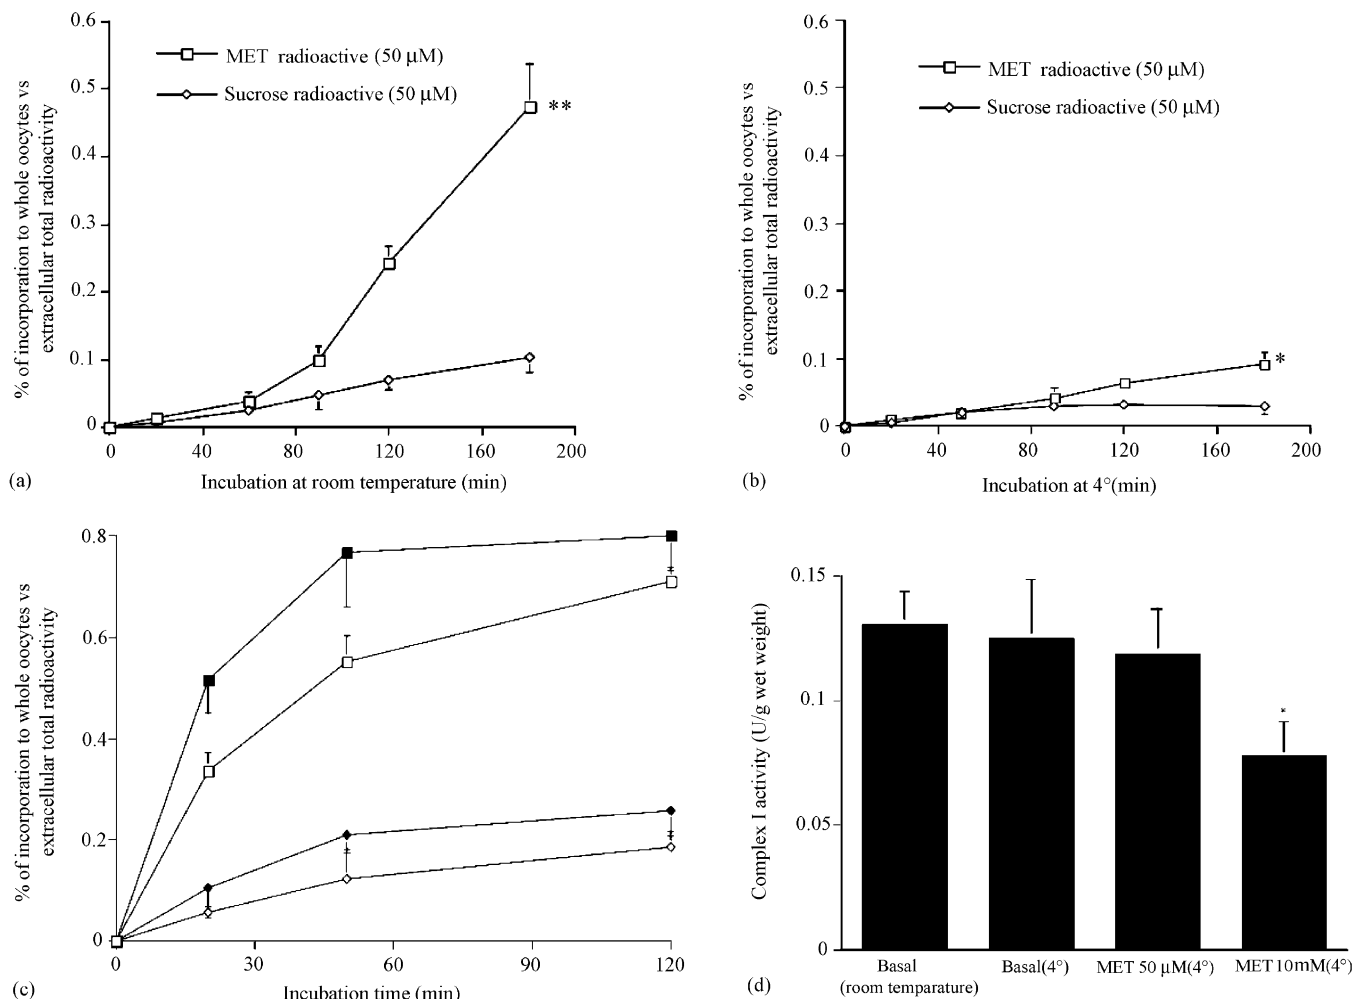 % of incorporation to whole oocytes vs
extracellular total radioactivity
0.6
0.5
0.4
0.3
0.2
0.1
0
MET radioactive (50 µM)
Sucrose radioactive (50 µM)
**
0 40 80 120 160 200
Incubation at room temperature (min)
(a)
% of incorporation to whole oocytes vs
extracellular total radioactivity
0.6
0.5
0.4
0.3
0.2
0.1
0
MET radioactive (50 µM)
Sucrose radioactive (50 µM)
*
0 40 80 120 160 200
Incubation at 4°(min)
(b)
% of incorporation to whole oocytes vs
extracellular total radioactivity
0.8
0.6
0.4
0.2
0
0 30 60 90 120
Incubation time (min)
(c)
Complex I activity (U/g wet weight)
0.15
0.1
0.05
0
*
Basal Basal(4°) MET 50 µM(4°) MET10mM(4°)
(room temparature)
(d)